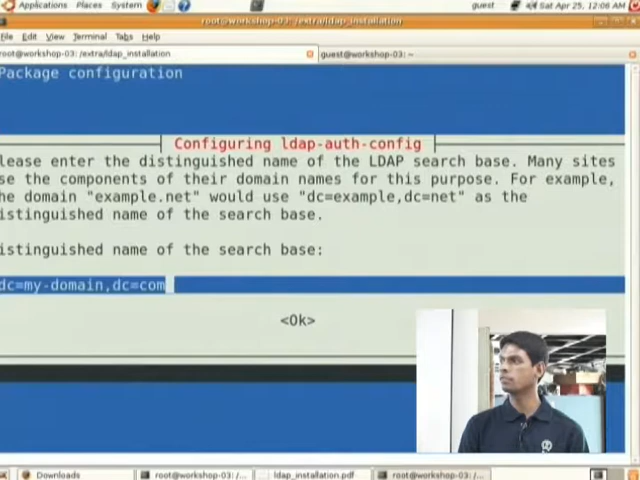 Applications Places System guest Sat Apr 25, 12:06 AM
root@workshop-03: /extra/ldap_installation
File Edit View Terminal Tabs Help
root@workshop-03: /extra/ldap_installation guest@workshop-03: ~
Package configuration
Configuring ldap-auth-config
lease enter the distinguished name of the LDAP search base. Many sites
se the components of their domain names for this purpose. For example,
he domain "example.net" would use "dc=example,dc=net" as the
istinguished name of the search base.
istinguished name of the search base:
dc=my-domain,dc=com
<Ok>
Downloads root@workshop-03: /... ldap_installation.pdf root@workshop-03: /...